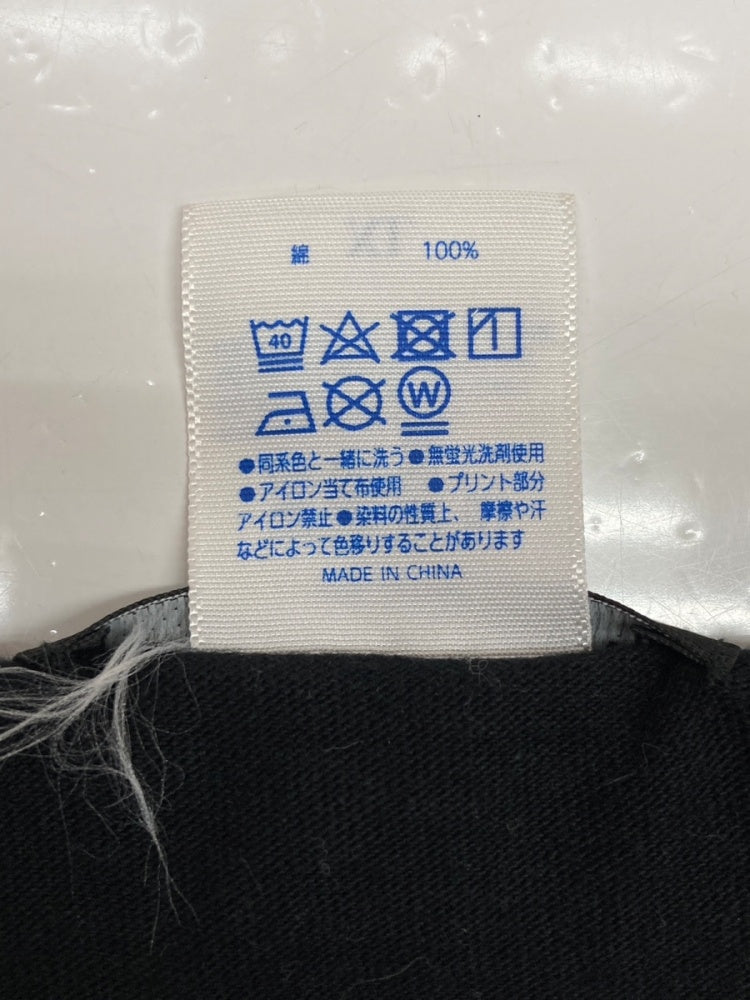 綿 100%
40
W
●同系色と一緒に洗う●無蛍光洗剤使用
●アイロン当て布使用 ●プリント部分
アイロン禁止●染料の性質上、摩擦や汗
などによって色移りすることがあります
MADE IN CHINA